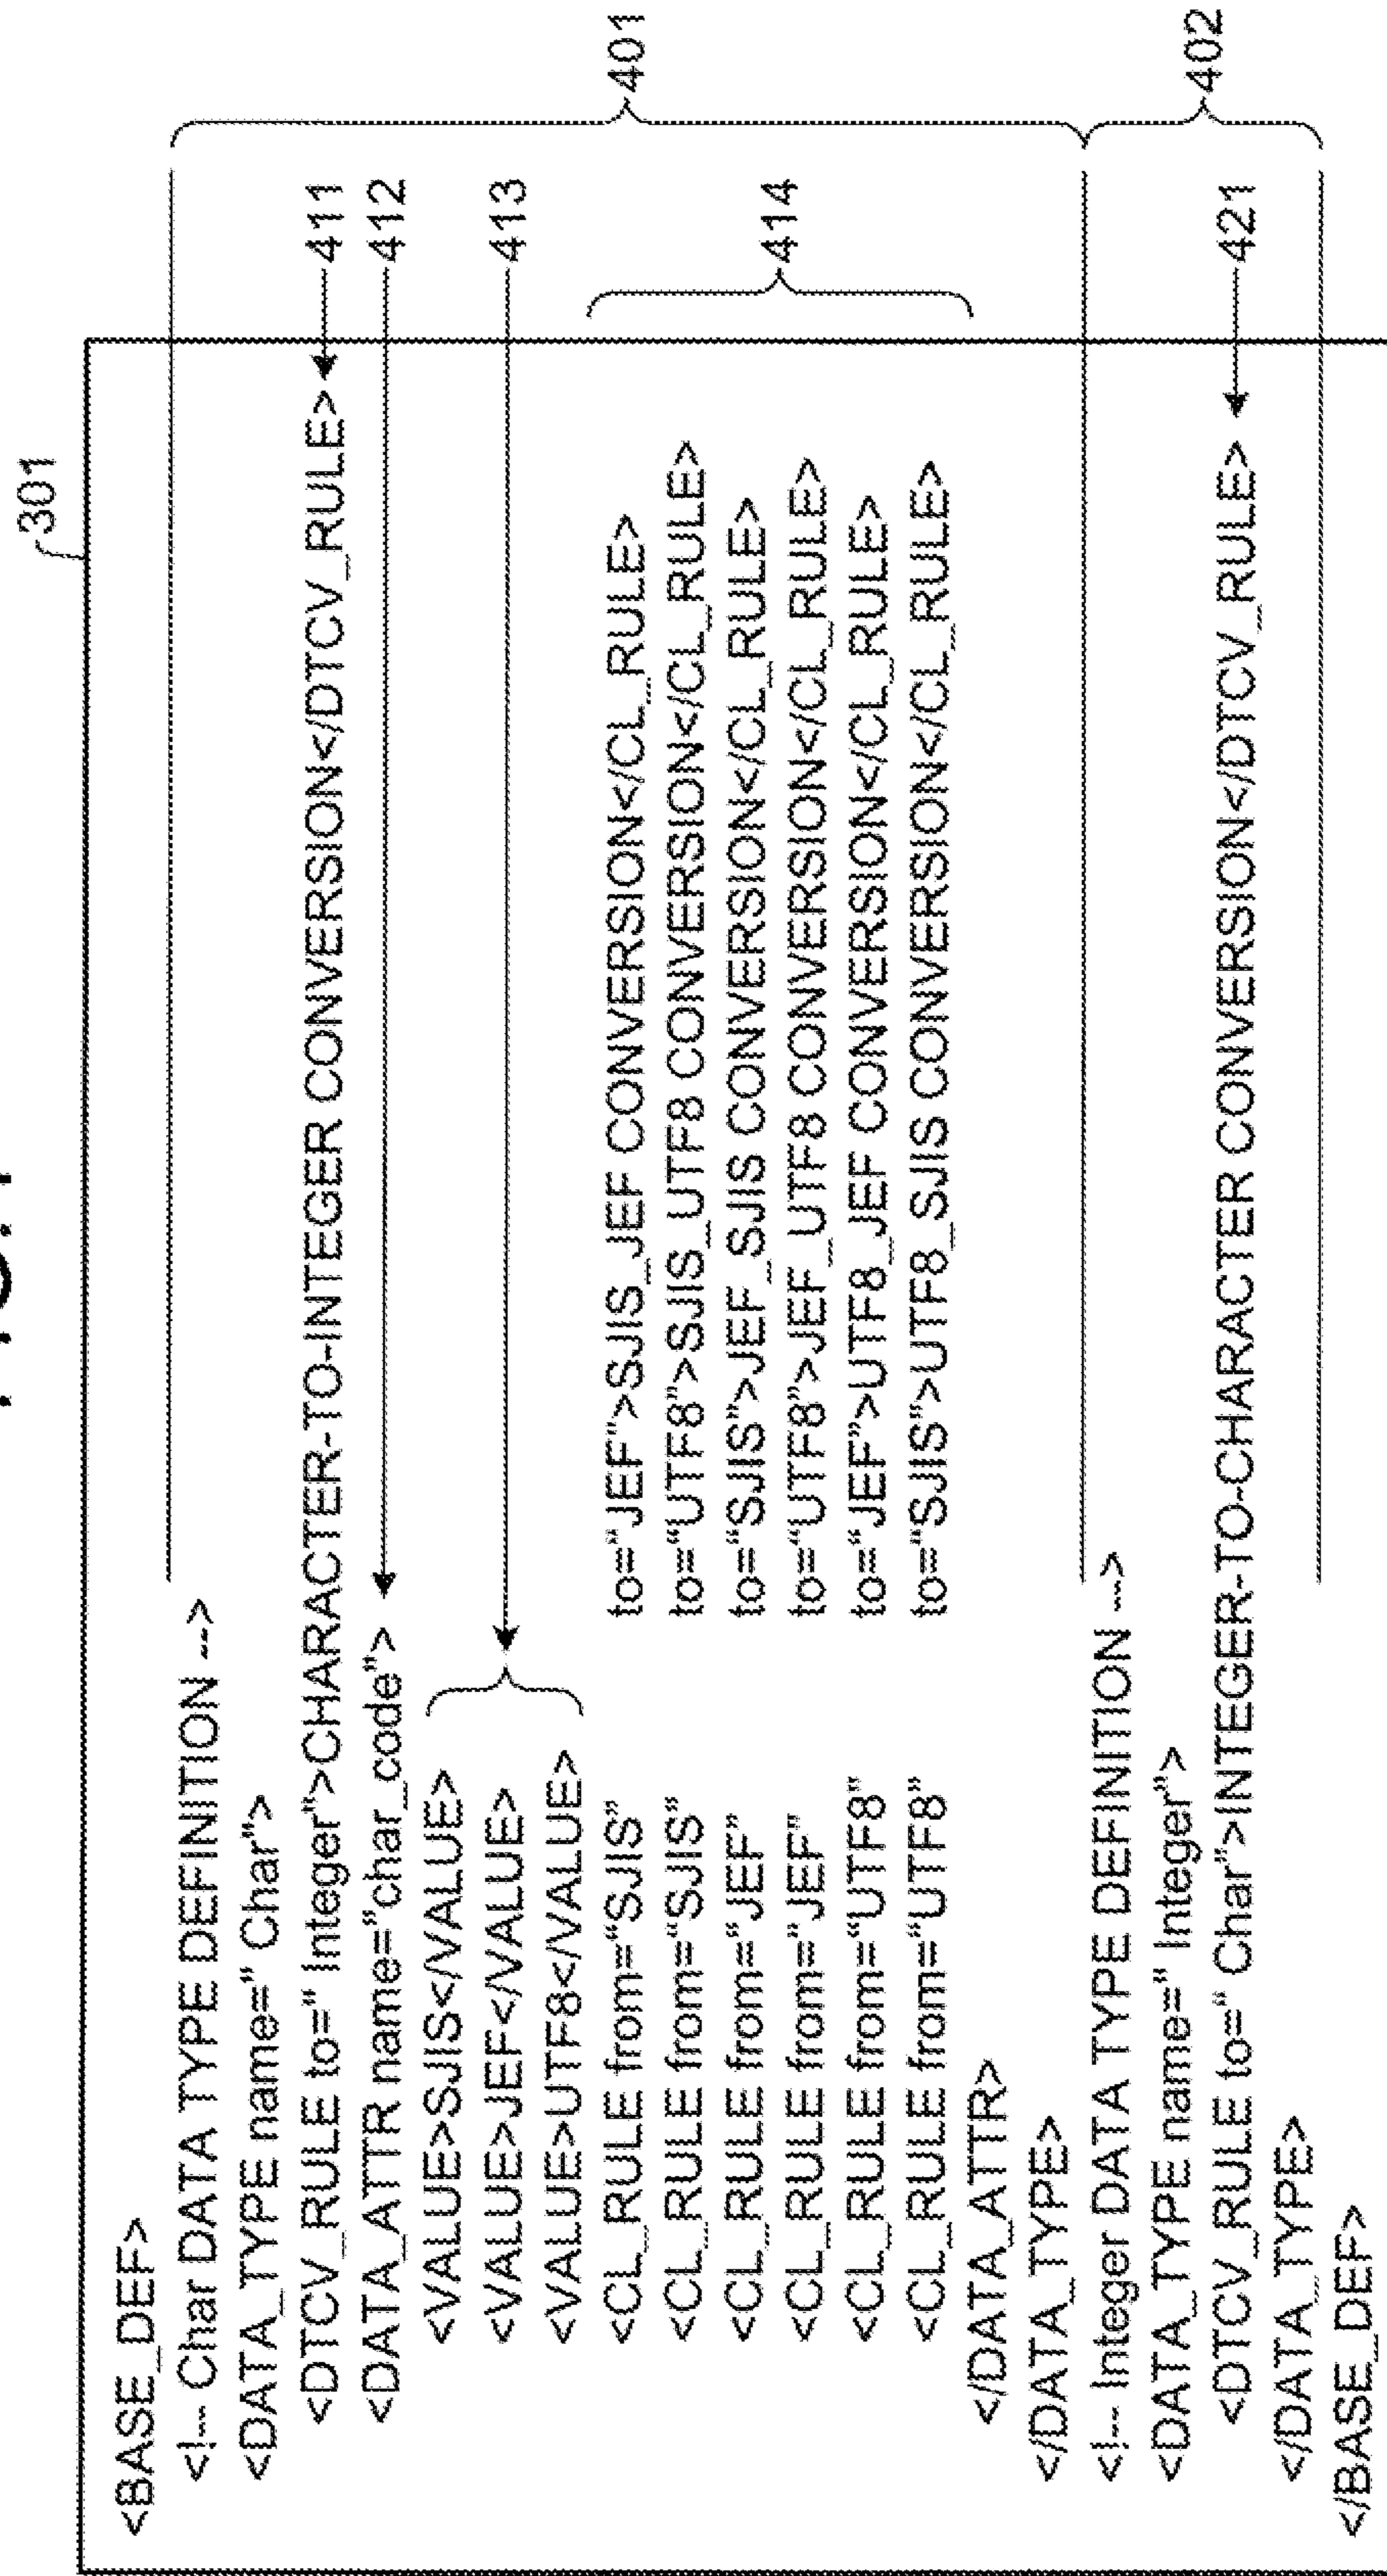 301
<BASE_DEF>
<!-- Char DATA TYPE DEFINITION -->
<DATA_TYPE name=" Char">
<DTCV_RULE to=" Integer">CHARACTER-TO-INTEGER CONVERSION</DTCV_RULE> 411
<DATA_ATTR name="char_code"> 412
<VALUE>SJIS</VALUE>
<VALUE>JEF</VALUE> 413
<VALUE>UTF8</VALUE>
<CL_RULE from="SJIS" to="JEF">SJIS_JEF CONVERSION</CL_RULE>
<CL_RULE from="SJIS" to="UTF8">SJIS_UTF8 CONVERSION</CL_RULE>
<CL_RULE from="JEF" to="SJIS">JEF_SJIS CONVERSION</CL_RULE>
<CL_RULE from="JEF" to="UTF8">JEF_UTF8 CONVERSION</CL_RULE>
<CL_RULE from="UTF8" to="JEF">UTF8_JEF CONVERSION</CL_RULE>
<CL_RULE from="UTF8" to="SJIS">UTF8_SJIS CONVERSION</CL_RULE>
414
</DATA_ATTR>
</DATA_TYPE>
401
<!-- Integer DATA TYPE DEFINITION -->
<DATA_TYPE name=" Integer">
<DTCV_RULE to=" Char">INTEGER-TO-CHARACTER CONVERSION</DTCV_RULE> 421
</DATA_TYPE>
402
</BASE_DEF>